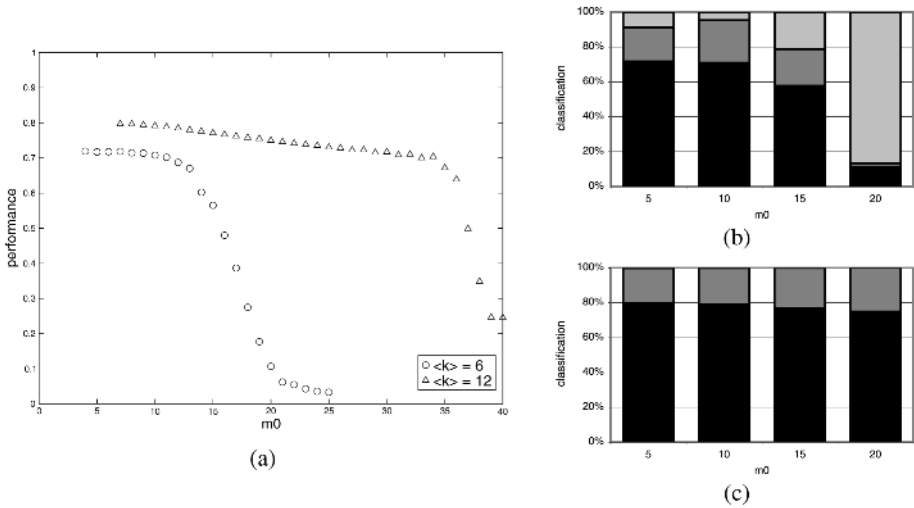 1
0.9
0.8
0.7
0.6
0.5
0.4
0.3
0.2
0.1
0
performance
0 5 10 15 20 25 30 35 40
m0
<k> = 6
<k> = 12
(a)
100%
80%
60%
40%
20%
0%
classification
5 10 15 20
m0
(b)
100%
80%
60%
40%
20%
0%
classification
5 10 15 20
m0
(c)